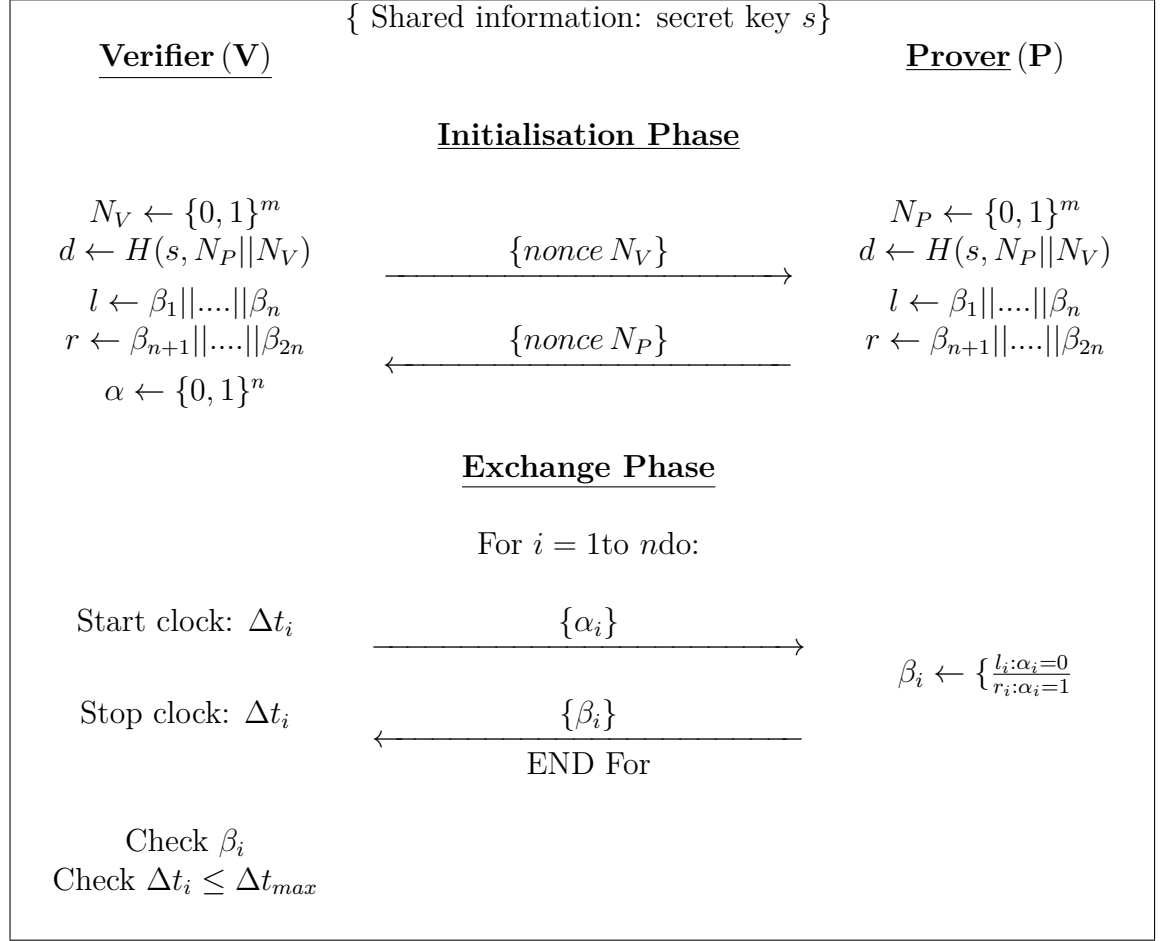 { Shared information: secret key s}
Verifier (V) Prover (P)
Initialisation Phase
N_V ← {0, 1}^m N_P ← {0, 1}^m
d ← H(s, N_P||N_V) {nonce N_V} d ← H(s, N_P||N_V)
l ← β_1||....||β_n l ← β_1||....||β_n
r ← β_{n+1}||....||β_{2n} {nonce N_P} r ← β_{n+1}||....||β_{2n}
α ← {0, 1}^n
Exchange Phase
For i = 1to ndo:
Start clock: Δt_i {α_i}
β_i ← {\frac{l_i:α_i=0}{r_i:α_i=1}
Stop clock: Δt_i {β_i}
END For
Check β_i
Check Δt_i ≤ Δt_{max}